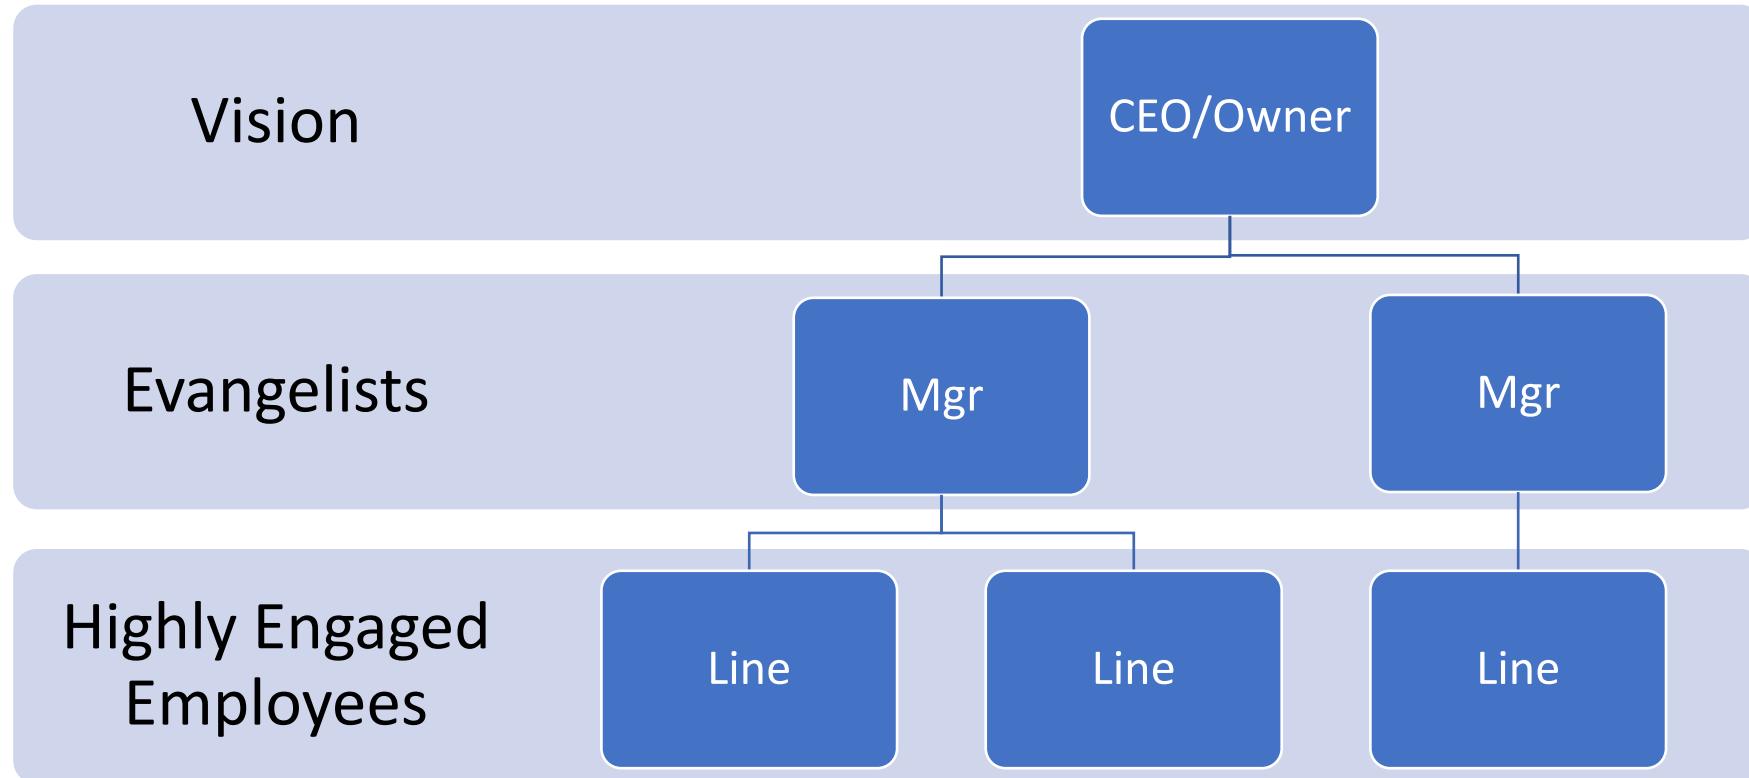 Vision
CEO/Owner
Evangelists
Mgr
Mgr
Highly Engaged
Employees
Line
Line
Line